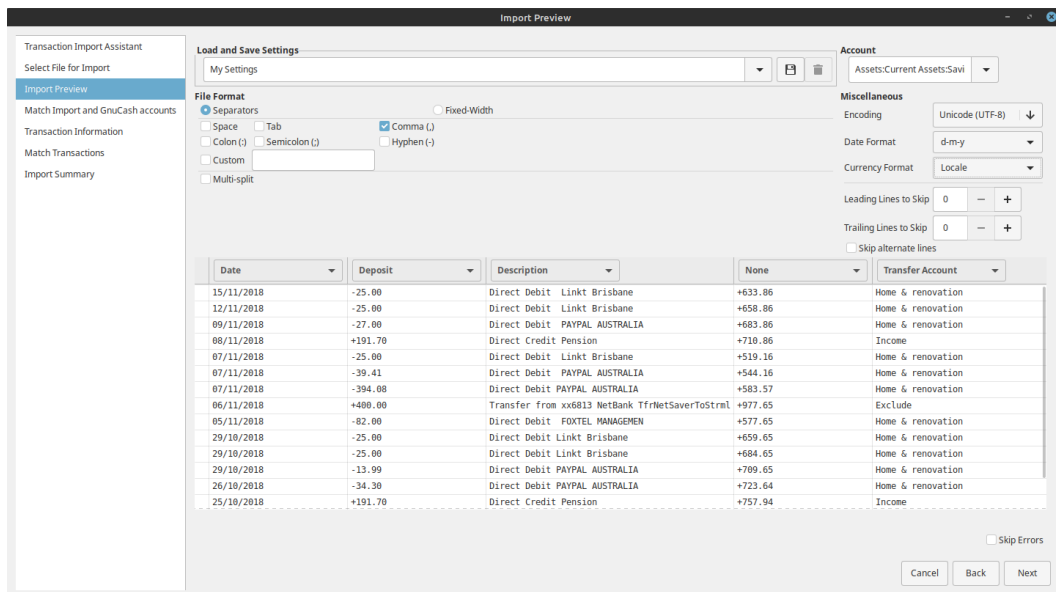 Import Preview
Transaction Import Assistant
Select File for Import
Import Preview
Match Import and GnuCash accounts
Transaction Information
Match Transactions
Import Summary
Load and Save Settings
My Settings
Account
Assets:Current Assets:Savi
File Format
Separators Fixed-Width
Space Tab Comma (,)
Colon (:) Semicolon (;) Hyphen (-)
Custom
Multi-split
Miscellaneous
Encoding Unicode (UTF-8)
Date Format d-m-y
Currency Format Locale
Leading Lines to Skip 0 − +
Trailing Lines to Skip 0 − +
Skip alternate lines
Date Deposit Description None Transfer Account
15/11/2018 -25.00 Direct Debit  Linkt Brisbane +633.86 Home & renovation
12/11/2018 -25.00 Direct Debit  Linkt Brisbane +658.86 Home & renovation
09/11/2018 -27.00 Direct Debit  PAYPAL AUSTRALIA +683.86 Home & renovation
08/11/2018 +191.70 Direct Credit Pension +710.86 Income
07/11/2018 -25.00 Direct Debit  Linkt Brisbane +519.16 Home & renovation
07/11/2018 -39.41 Direct Debit  PAYPAL AUSTRALIA +544.16 Home & renovation
07/11/2018 -394.08 Direct Debit PAYPAL AUSTRALIA +583.57 Home & renovation
06/11/2018 +400.00 Transfer from xx6813 NetBank TfrNetSaverToStrml +977.65 Exclude
05/11/2018 -82.00 Direct Debit  FOXTEL MANAGEMEN +577.65 Home & renovation
29/10/2018 -25.00 Direct Debit Linkt Brisbane +659.65 Home & renovation
29/10/2018 -25.00 Direct Debit Linkt Brisbane +684.65 Home & renovation
29/10/2018 -13.99 Direct Debit PAYPAL AUSTRALIA +709.65 Home & renovation
26/10/2018 -34.30 Direct Debit PAYPAL AUSTRALIA +723.64 Home & renovation
25/10/2018 +191.70 Direct Credit Pension +757.94 Income
Skip Errors
Cancel Back Next